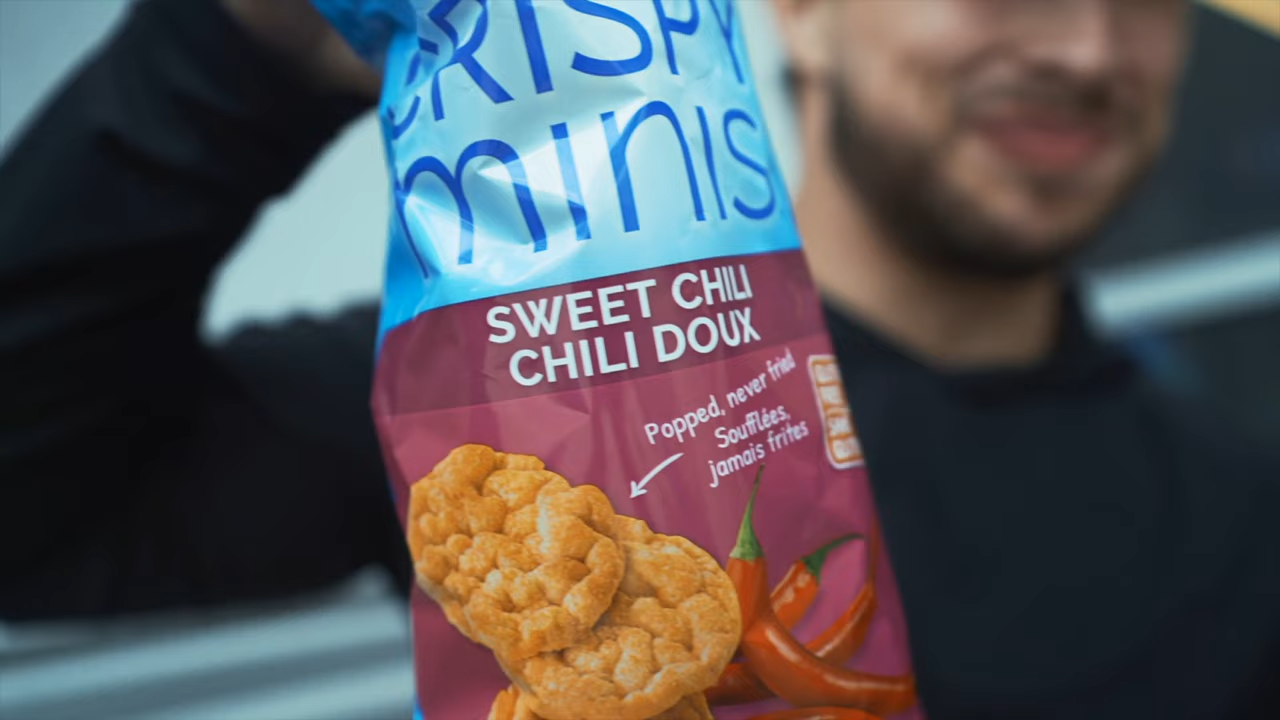 CRISPY
minis
SWEET CHILI
CHILI DOUX
Popped, never fried
Soufflées,
jamais frites